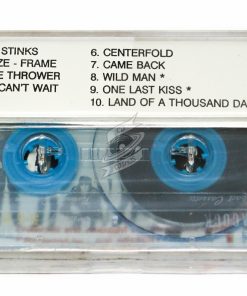 STINKS
ZE - FRAME
E THROWER
CAN'T WAIT
6. CENTERFOLD
7. CAME BACK
8. WILD MAN *
9. ONE LAST KISS *
10. LAND OF A THOUSAND DA